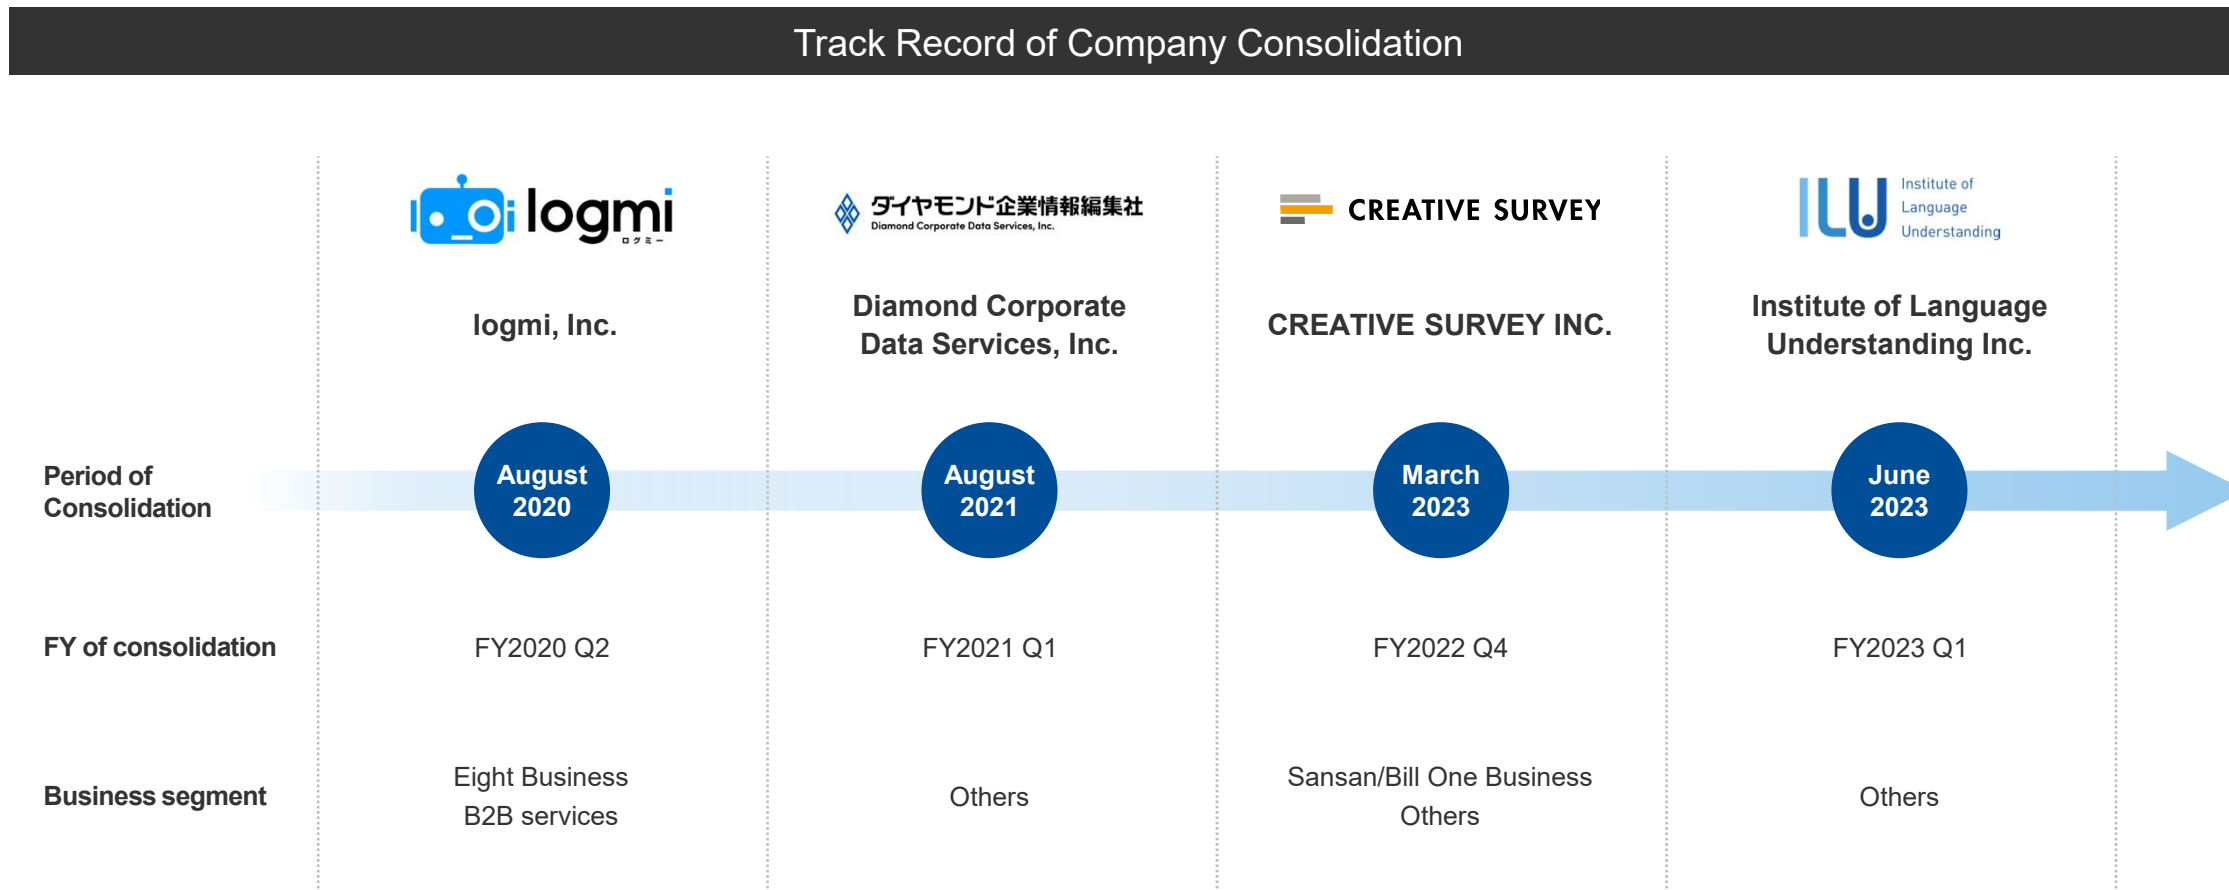 Track Record of Company Consolidation
logmi
ログミー
ダイヤモンド企業情報編集社
Diamond Corporate Data Services, Inc.
CREATIVE SURVEY
ILU
Institute of
Language
Understanding
logmi, Inc.
Diamond Corporate
Data Services, Inc.
CREATIVE SURVEY INC.
Institute of Language
Understanding Inc.
Period of
Consolidation
August
2020
August
2021
March
2023
June
2023
FY of consolidation
FY2020 Q2
FY2021 Q1
FY2022 Q4
FY2023 Q1
Business segment
Eight Business
B2B services
Others
Sansan/Bill One Business
Others
Others